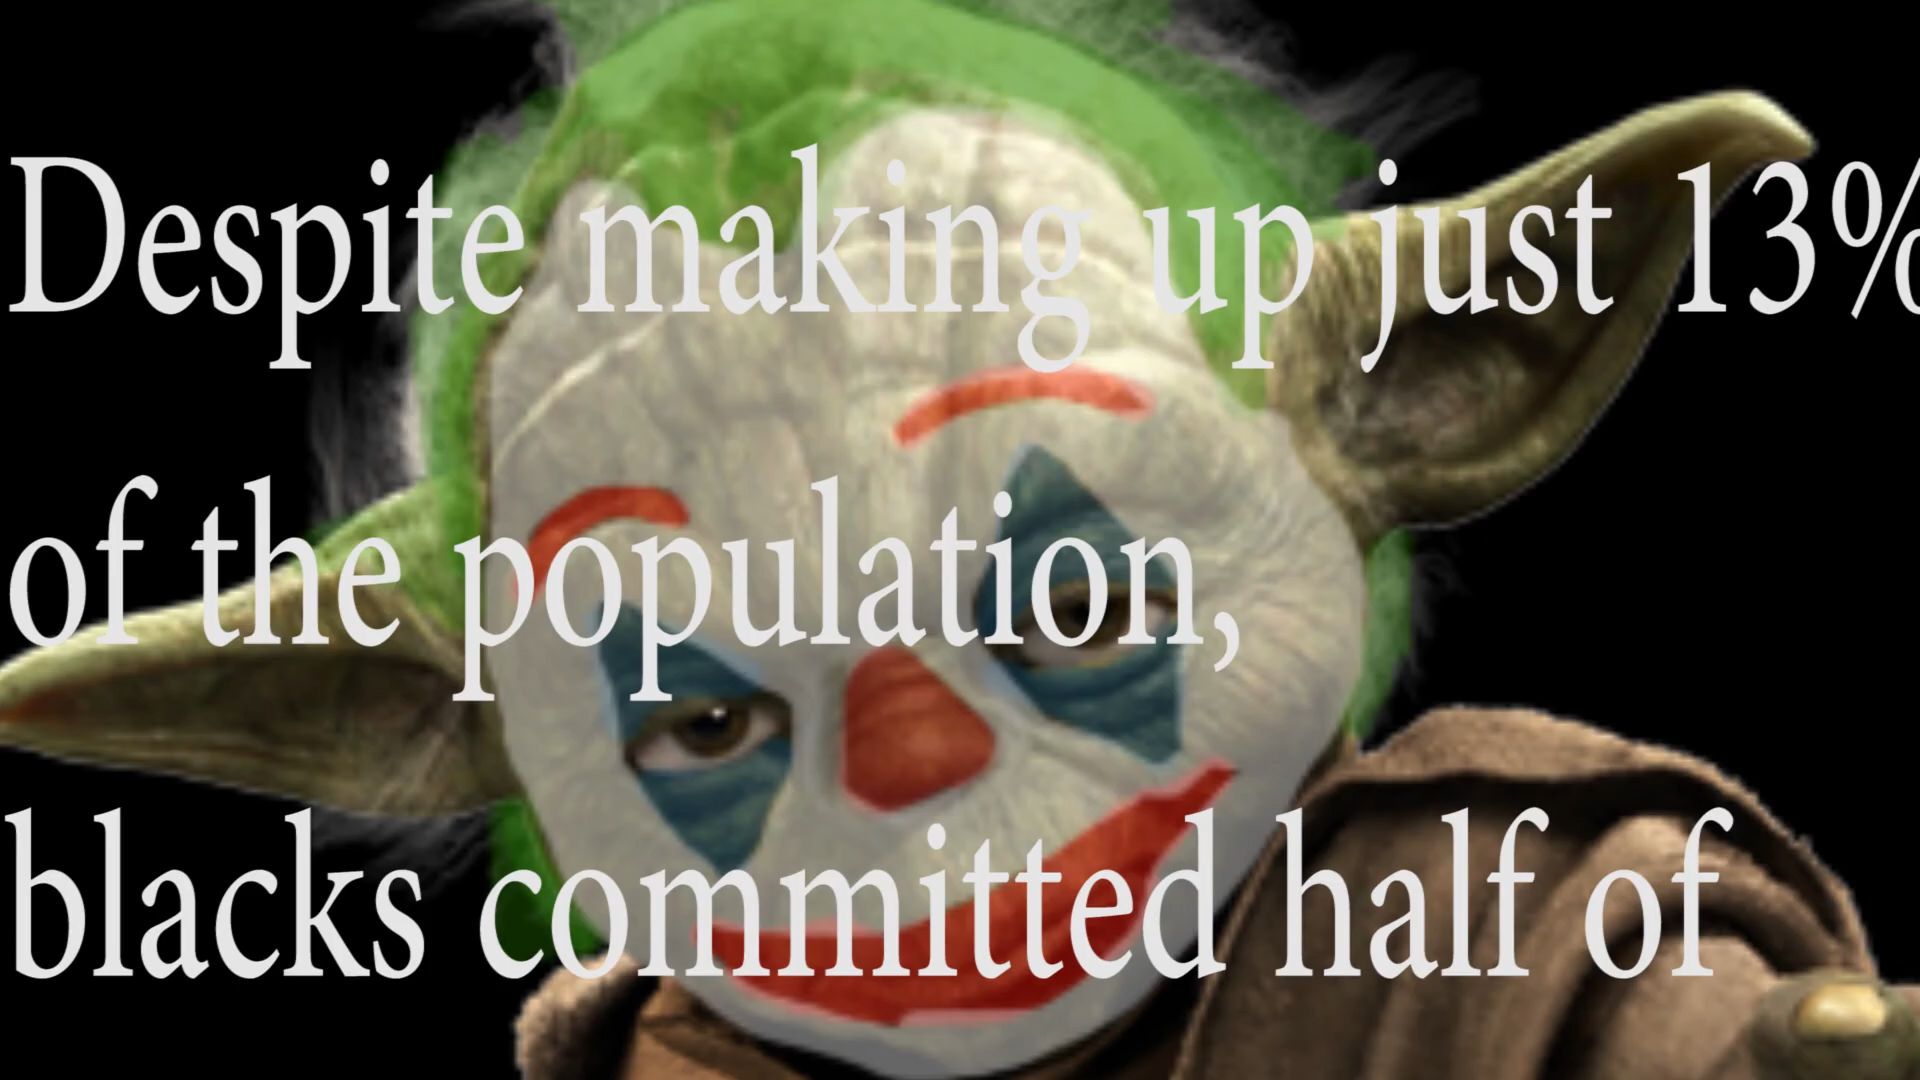 Despite making up just 13%
of the population,
blacks committed half of